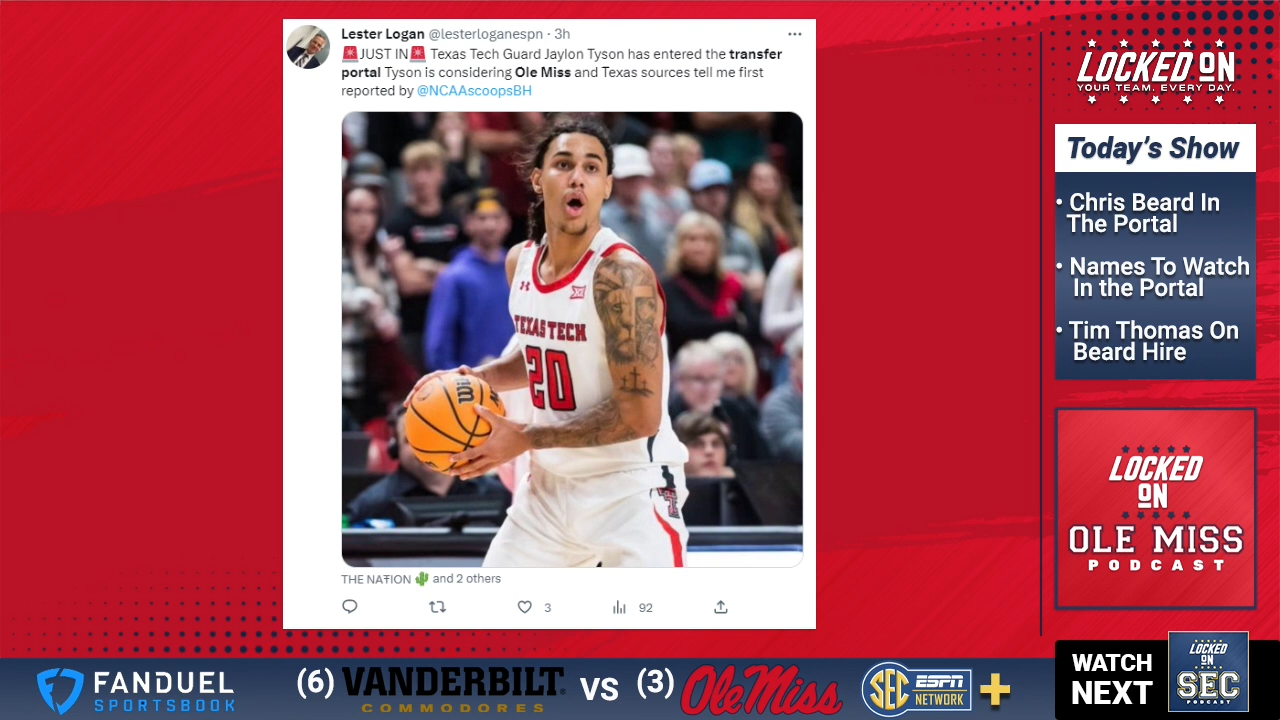 Lester Logan @lesterloganespn · 3h
🚨JUST IN🚨 Texas Tech Guard Jaylon Tyson has entered the transfer
portal Tyson is considering Ole Miss and Texas sources tell me first
reported by @NCAAscoopsBH
TEXAS TECH
20
THE NATION 🌵 and 2 others
3
92
LOCKED ON
YOUR TEAM. EVERY DAY.
Today's Show
• Chris Beard In
The Portal
• Names To Watch
In the Portal
• Tim Thomas On
Beard Hire
LOCKED
ON
OLE MISS
PODCAST
FANDUEL
SPORTSBOOK
(6) VANDERBILT
COMMODORES
VS
(3) Ole Miss
SEC ESPN
NETWORK +
WATCH
NEXT
LOCKED
ON
SEC
PODCAST